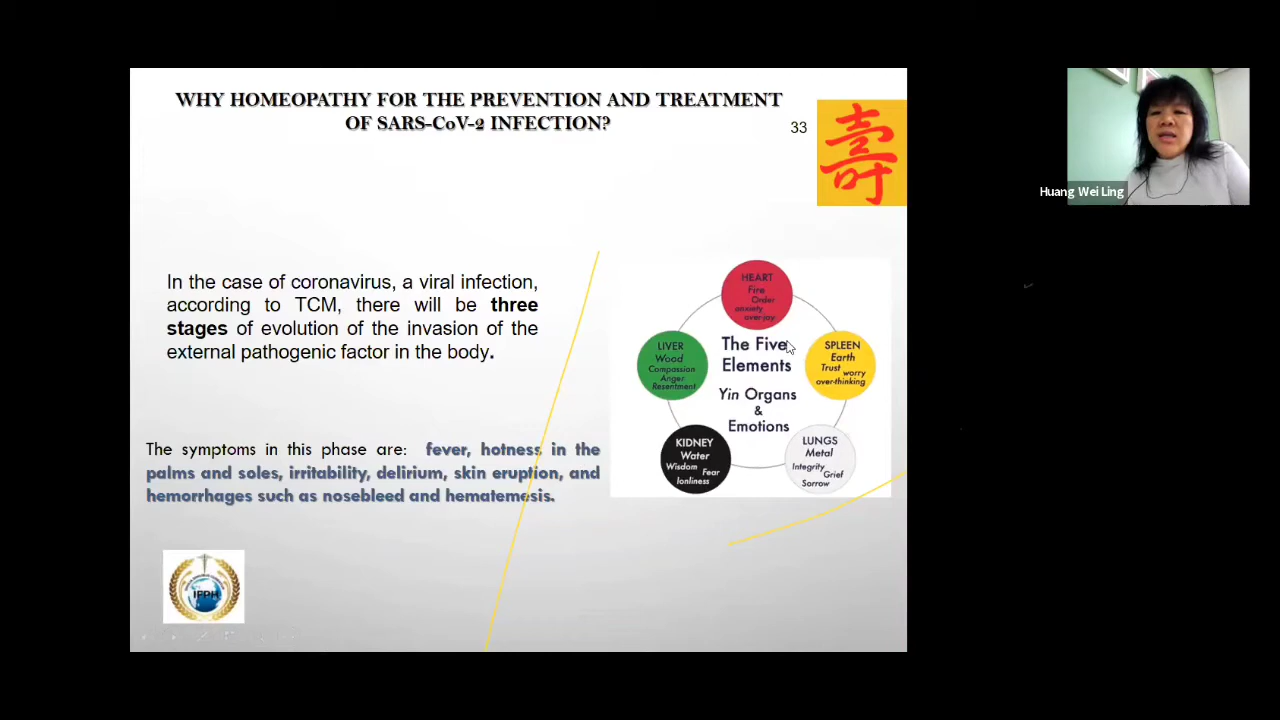 WHY HOMEOPATHY FOR THE PREVENTION AND TREATMENT
OF SARS-CoV-2 INFECTION?
33
壽
Huang Wei Ling
In the case of coronavirus, a viral infection,
according to TCM, there will be three
stages of evolution of the invasion of the
external pathogenic factor in the body.
HEART
Fire
Order
anxiety
over-joy
LIVER
Wood
Compassion
Anger
Resentment
The Five
Elements
Yin Organs
&
Emotions
SPLEEN
Earth
Trust worry
over-thinking
KIDNEY
Water
Wisdom Fear
lonliness
LUNGS
Metal
Integrity
Grief
Sorrow
The symptoms in this phase are: fever, hotness in the
palms and soles, irritability, delirium, skin eruption, and
hemorrhages such as nosebleed and hematemesis.
IFPH